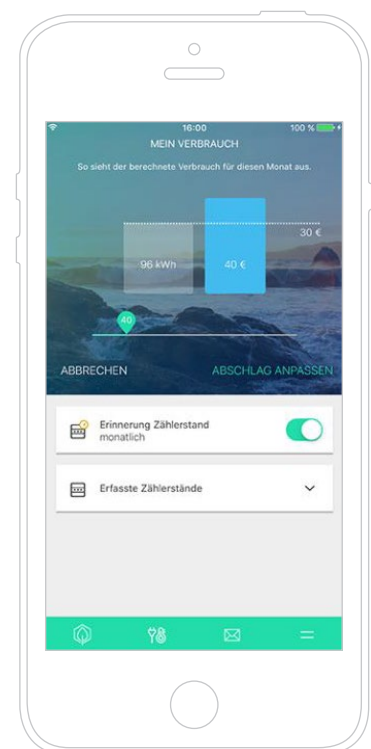 16:00
100 %
MEIN VERBRAUCH
So sieht der berechnete Verbrauch für diesen Monat aus.
30 €
96 kWh
40 €
40
ABBRECHEN
ABSCHLAG ANPASSEN
Erinnerung Zählerstand
monatlich
Erfasste Zählerstände